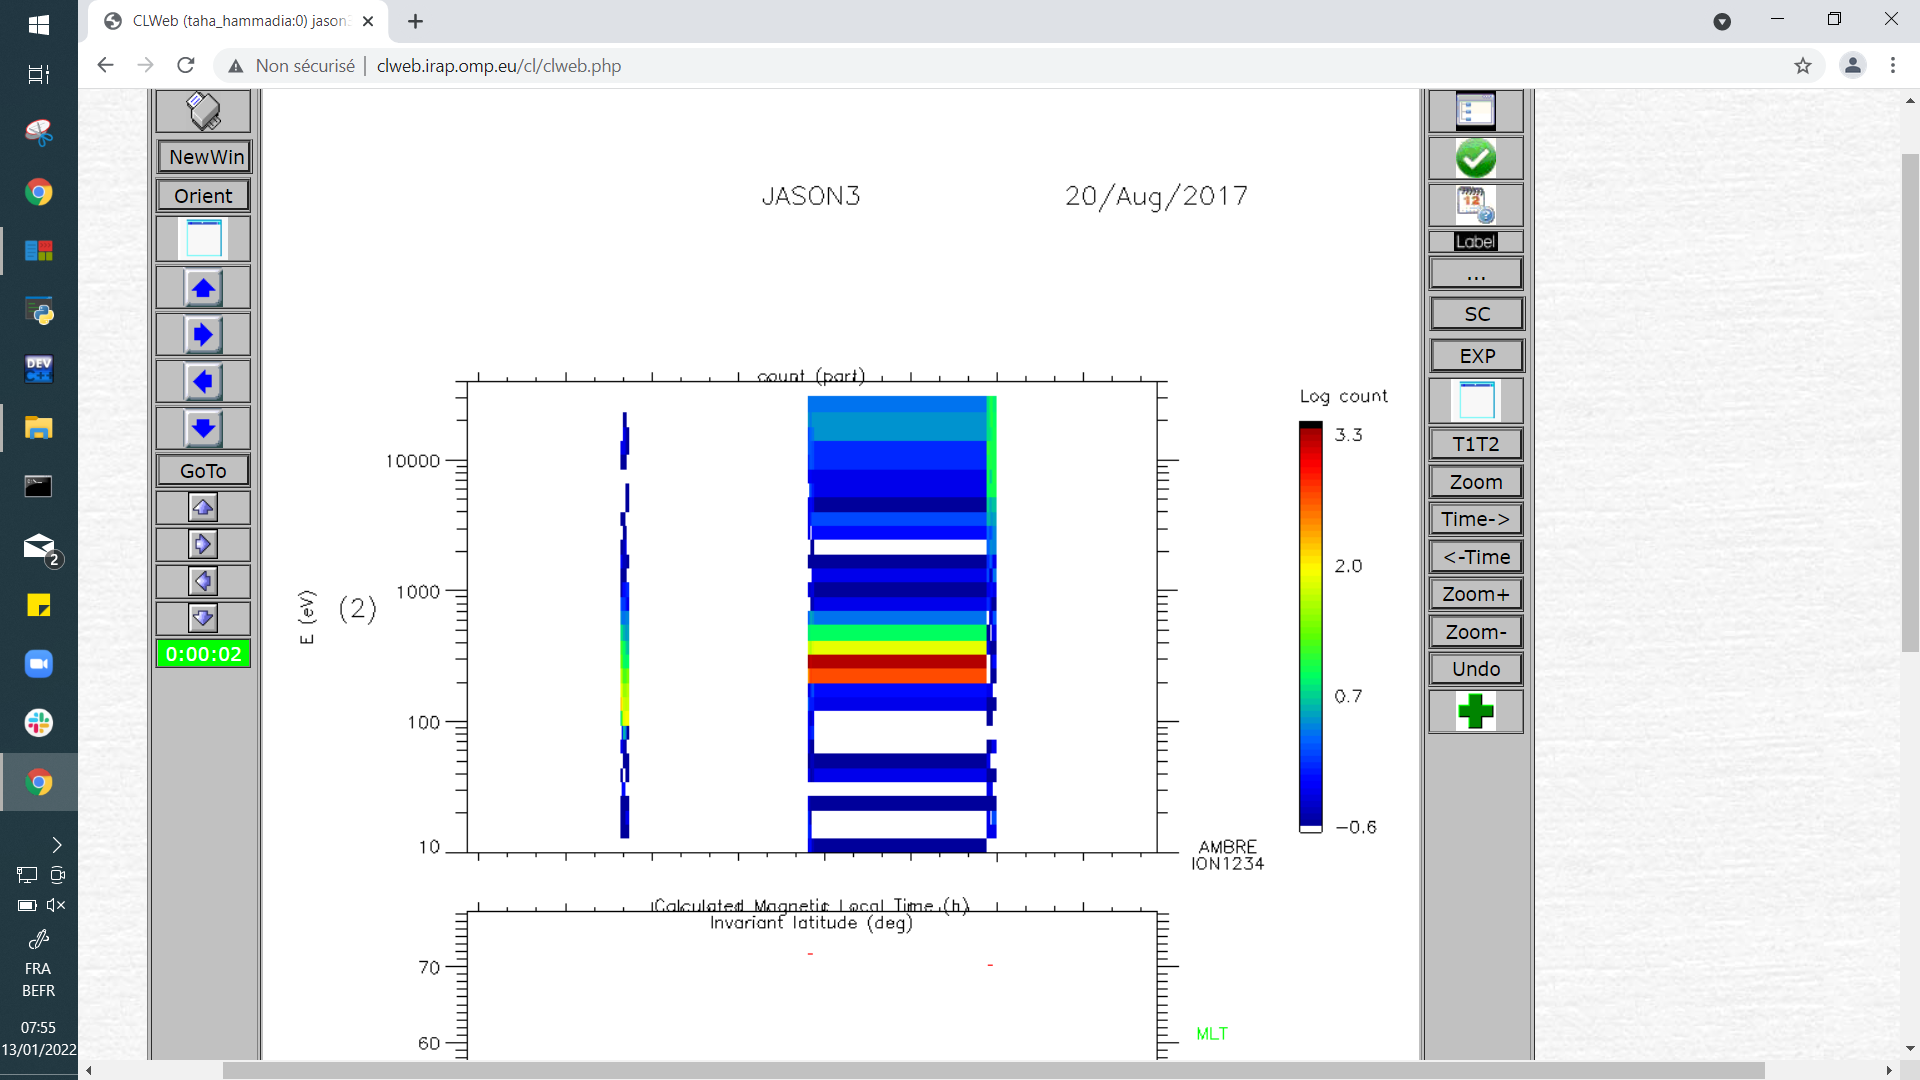 CLWeb (taha_hammadia:0) jason3
Non sécurisé
clweb.irap.omp.eu/cl/clweb.php
NewWin
Orient
GoTo
0:00:02
JASON3
20/Aug/2017
count (part)
E (eV)
(2)
10000
1000
100
10
Log count
3.3
2.0
0.7
-0.6
AMBRE
ION1234
Calculated Magnetic Local Time (h)
Invariant latitude (deg)
70
60
MLT
12
Label
...
SC
EXP
T1T2
Zoom
Time->
<-Time
Zoom+
Zoom-
Undo
DEV
C++
2
FRA
BEFR
07:55
13/01/2022